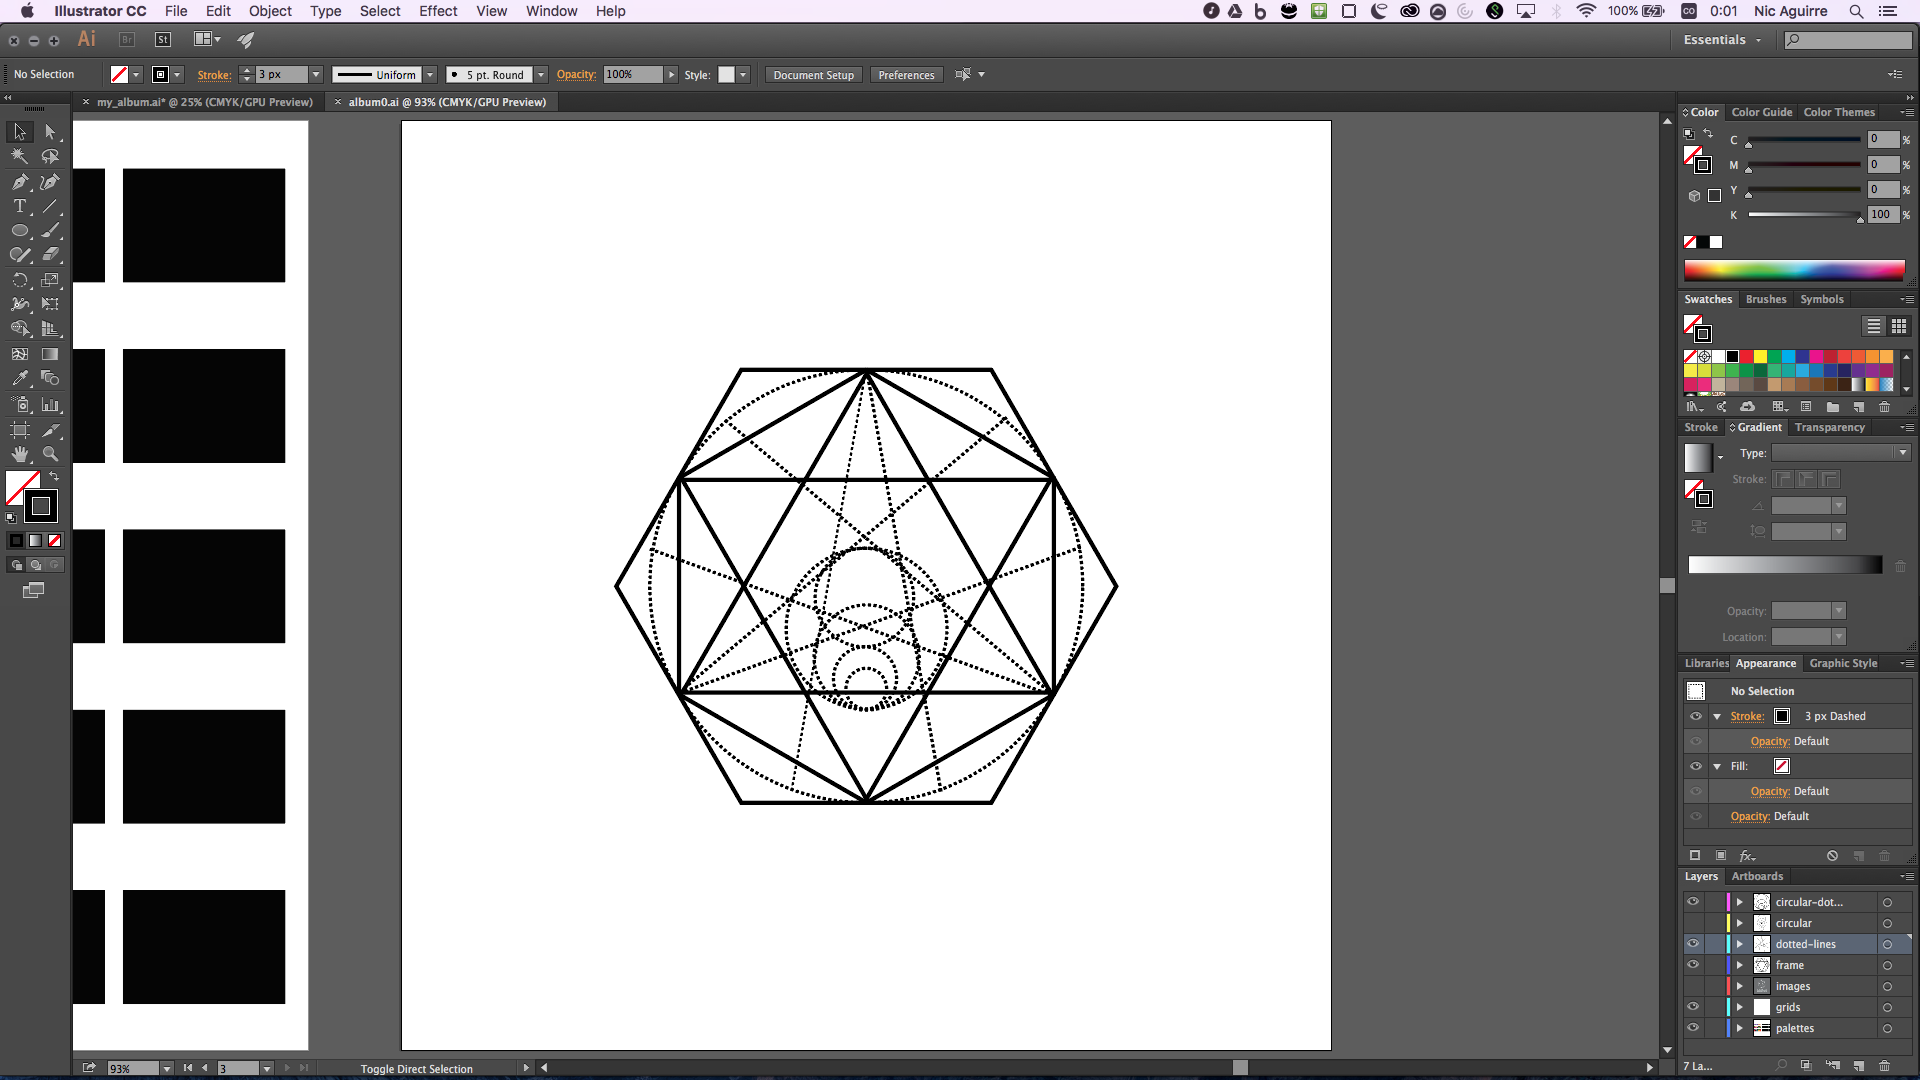 Illustrator CC File Edit Object Type Select Effect View Window Help 100% 0:01 Nic Aguirre
Ai Br St Essentials
No Selection Stroke: 3 px Uniform 5 pt. Round Opacity: 100% Style: Document Setup Preferences
× my_album.ai* @ 25% (CMYK/GPU Preview) × album0.ai @ 93% (CMYK/GPU Preview)
Color Color Guide Color Themes
C 0 %
M 0 %
Y 0 %
K 100 %
Swatches Brushes Symbols
Stroke Gradient Transparency
Type:
Stroke:
Opacity:
Location:
Libraries Appearance Graphic Style
No Selection
Stroke: 3 px Dashed
Opacity: Default
Fill:
Opacity: Default
Opacity: Default
fx
Layers Artboards
circular-dot...
circular
dotted-lines
frame
images
grids
palettes
7 La...
93% 3 Toggle Direct Selection